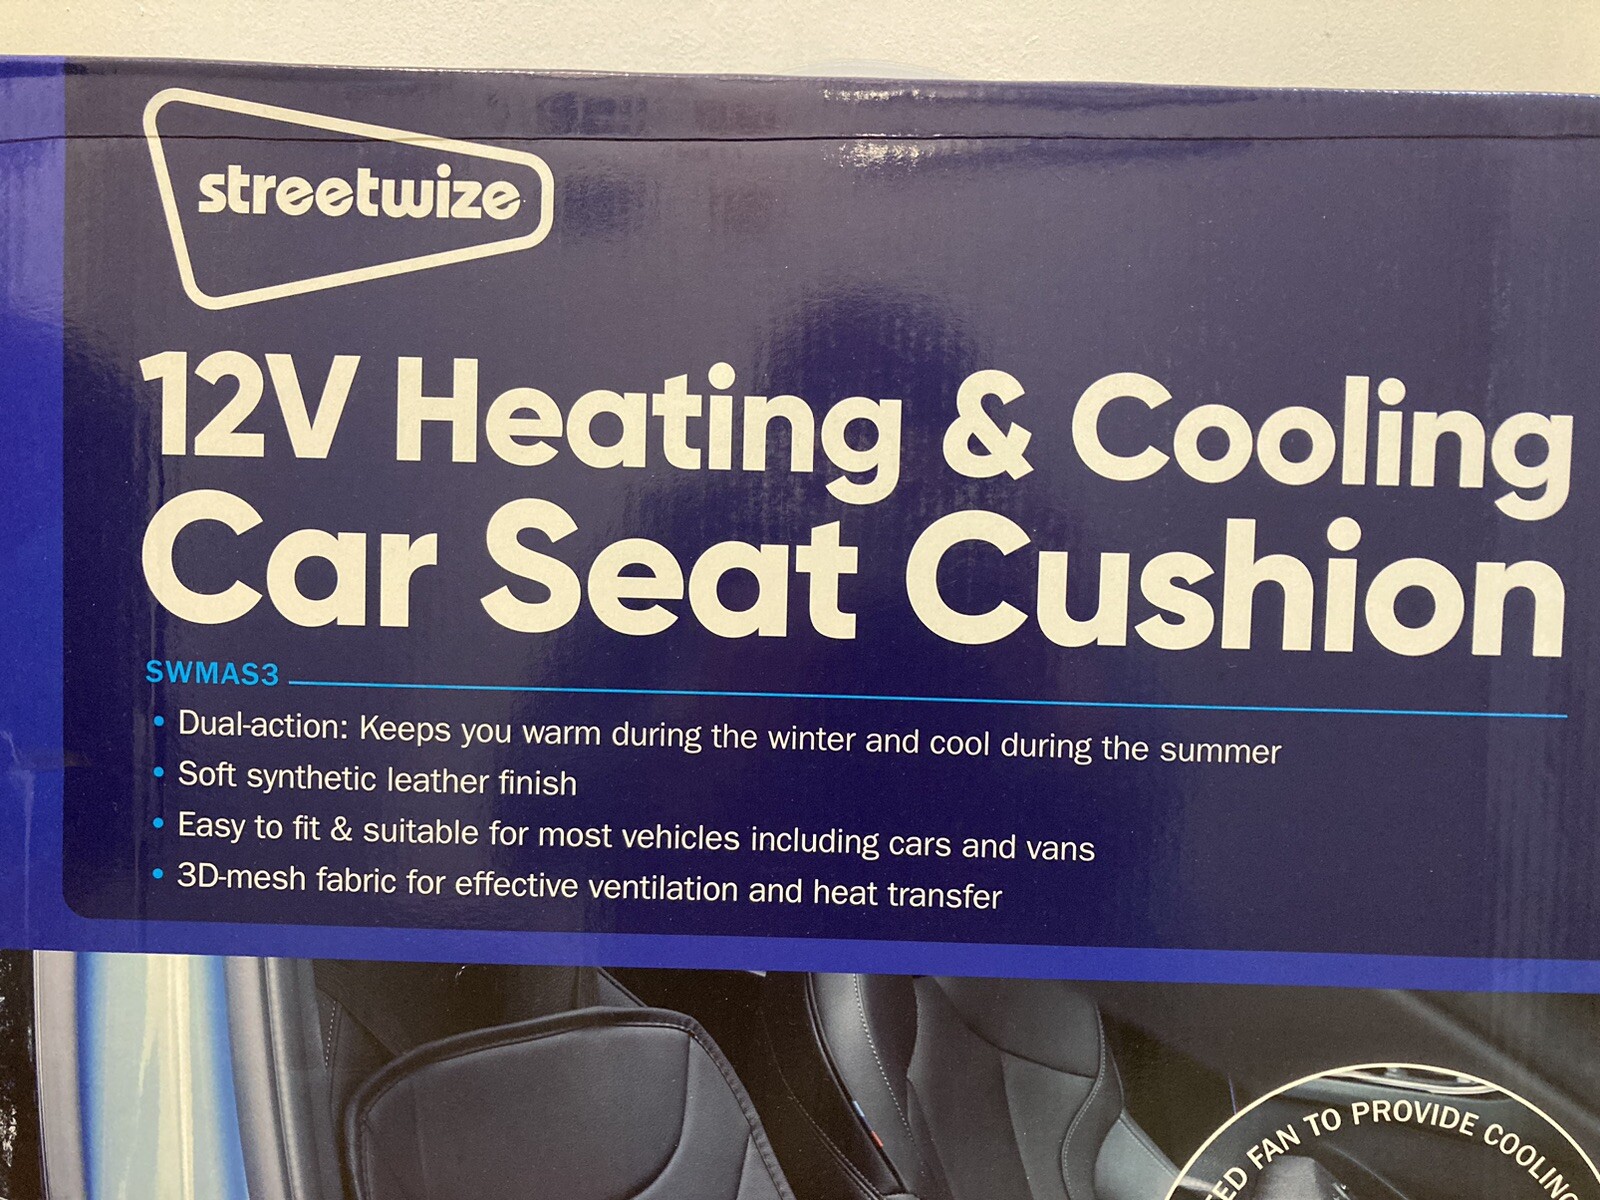 streetwize
12V Heating & Cooling
Car Seat Cushion
SWMAS3
• Dual-action: Keeps you warm during the winter and cool during the summer
• Soft synthetic leather finish
• Easy to fit & suitable for most vehicles including cars and vans
• 3D-mesh fabric for effective ventilation and heat transfer
FAN TO PROVIDE COOLING